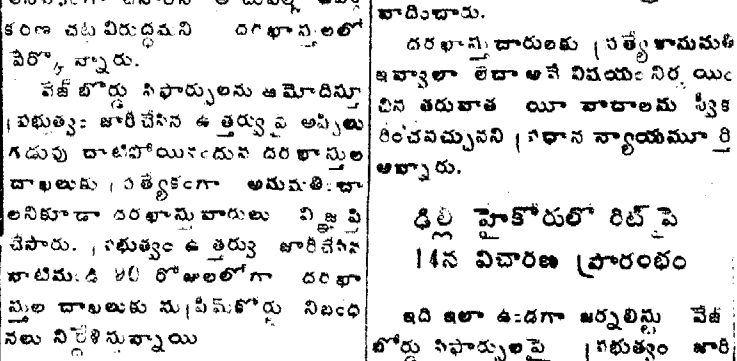 కరణ చట్ట విరుద్ధమని దరఖాస్తులలో
పేర్కొన్నారు.
వేజ్ బోర్డు సిఫార్సులను ఆమోదిస్తూ
ప్రభుత్వం జారీచేసిన ఉత్తర్వుపై అప్పీలు
గడువు దాటిపోయినందున దరఖాస్తుల
దాఖలుకు ప్రత్యేకంగా అనుమతించా
లనికూడా దరఖాస్తుదారులు విజ్ఞప్తి
చేసారు. ప్రభుత్వం ఉత్తర్వు జారీచేసిన
నాటినుండి 90 రోజులలోగా దరఖా
స్తుల దాఖలుకు సుప్రీమ్‌కోర్టు నిబంధ
నలు నిర్దేశిస్తున్నాయి
వాదించారు.
దరఖాస్తుదారులకు ప్రత్యేకానుమతి
ఇవ్వాలా లేదా అనే విషయం నిర్ణయిం
చిన తరువాత యీ వాదాలను స్వీక
రించవచ్చునని ప్రధాన న్యాయమూర్తి
అన్నారు.
ఢిల్లీ హైకోరులో రిట్‌పై
14న విచారణ ప్రారంభం
ఇది ఇలా ఉండగా జర్నలిస్టు వేజ్
బోర్డు సిఫార్సులపై ప్రభుత్వం జారీ